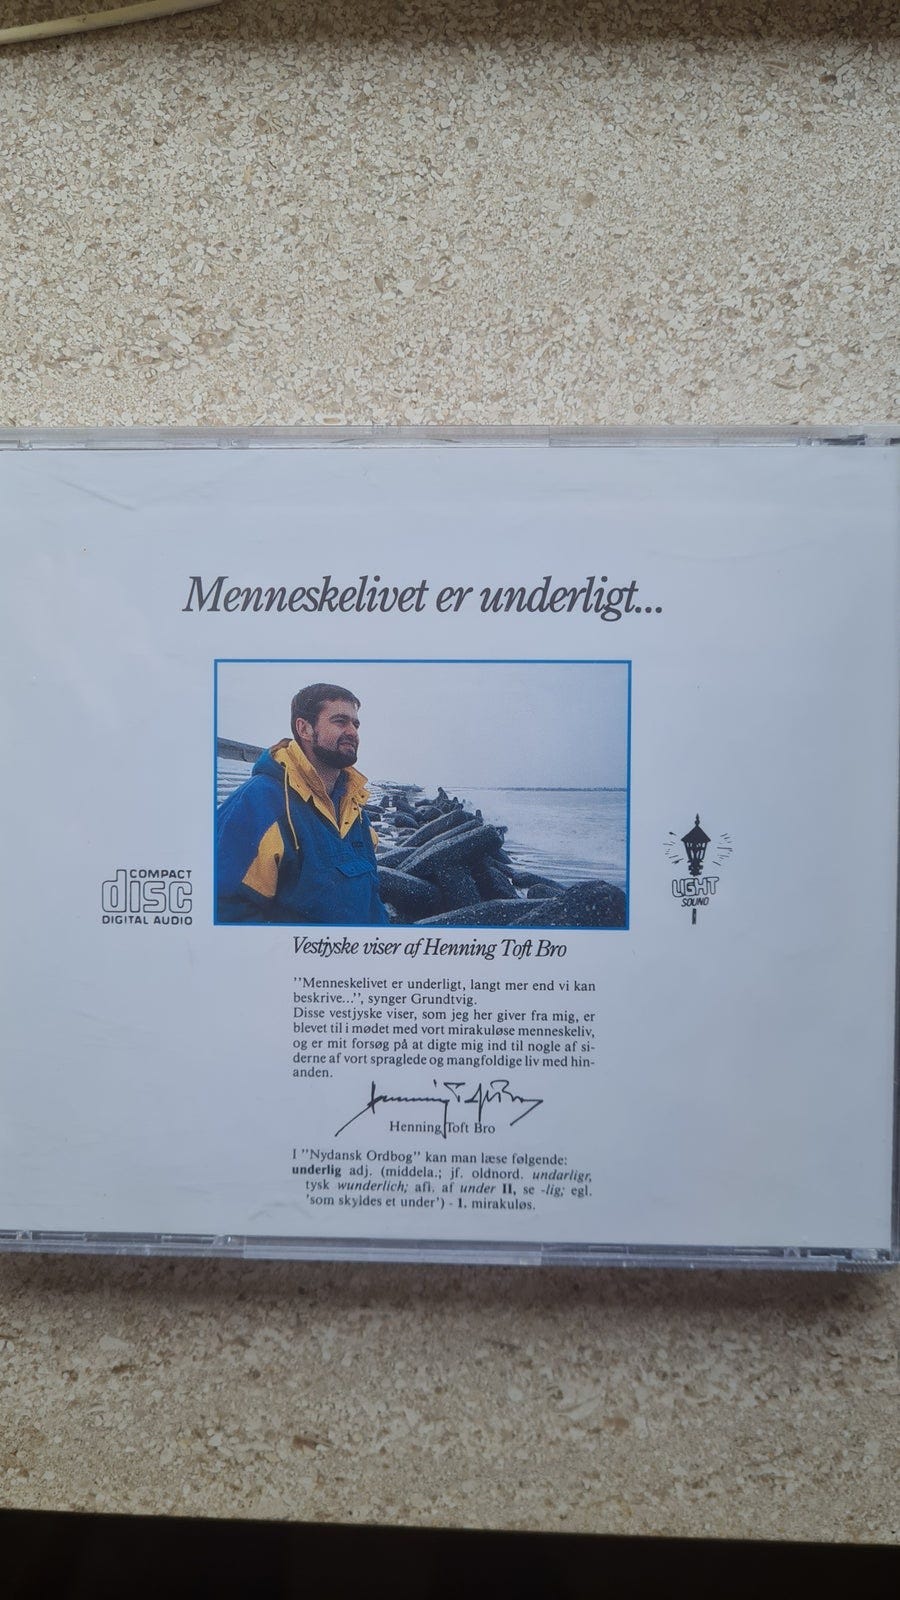 Menneskelivet er underligt...
COMPACT
disc
DIGITAL AUDIO
LIGHT
SOUND
Vestjyske viser af Henning Toft Bro
''Menneskelivet er underligt, langt mer end vi kan
beskrive...'', synger Grundtvig.
Disse vestjyske viser, som jeg her giver fra mig, er
blevet til i mødet med vort mirakuløse menneskeliv,
og er mit forsøg på at digte mig ind til nogle af si-
derne af vort spraglede og mangfoldige liv med hin-
anden.
Henning Toft Bro
Henning Toft Bro
I ''Nydansk Ordbog'' kan man læse følgende:
underlig adj. (middela.; jf. oldnord. undarligr,
tysk wunderlich; afl. af under II, se -lig; egl.
'som skyldes et under') - 1. mirakuløs.